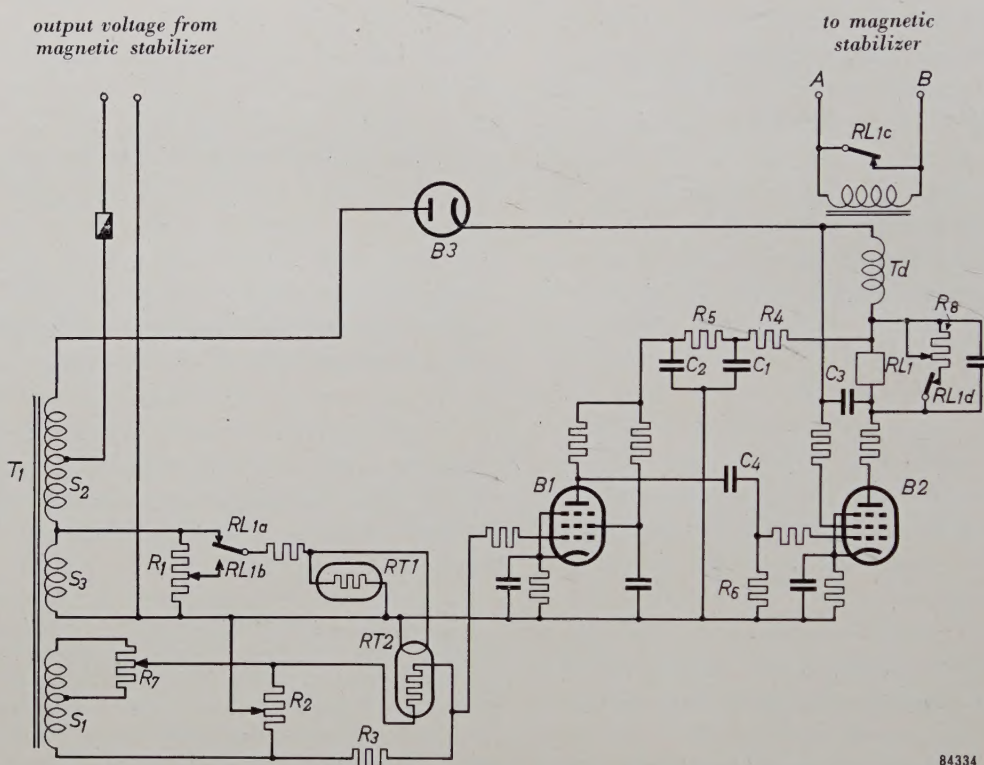 output voltage from
magnetic stabilizer
to magnetic
stabilizer
A
B
RL1c
B3
Td
R5
R4
R8
C2
C1
RL1
C3
RL1d
T1
S2
B1
C4
B2
RL1a
R1
RL1b
S3
RT1
R6
RT2
R7
R2
S1
R3
84334